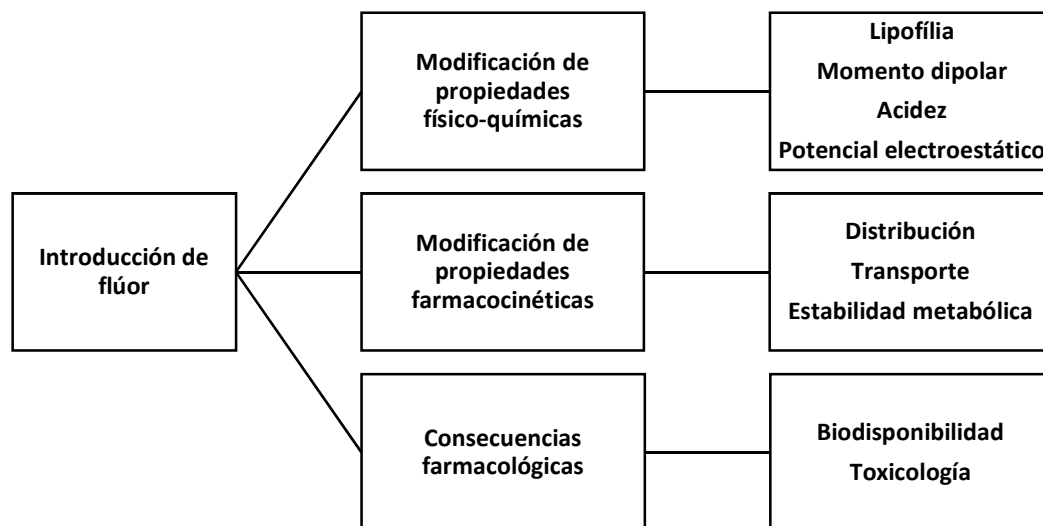 Introducción de
flúor
Modificación de
propiedades
físico-químicas
Lipofília
Momento dipolar
Acidez
Potencial electroestático
Modificación de
propiedades
farmacocinéticas
Distribución
Transporte
Estabilidad metabólica
Consecuencias
farmacológicas
Biodisponibilidad
Toxicología